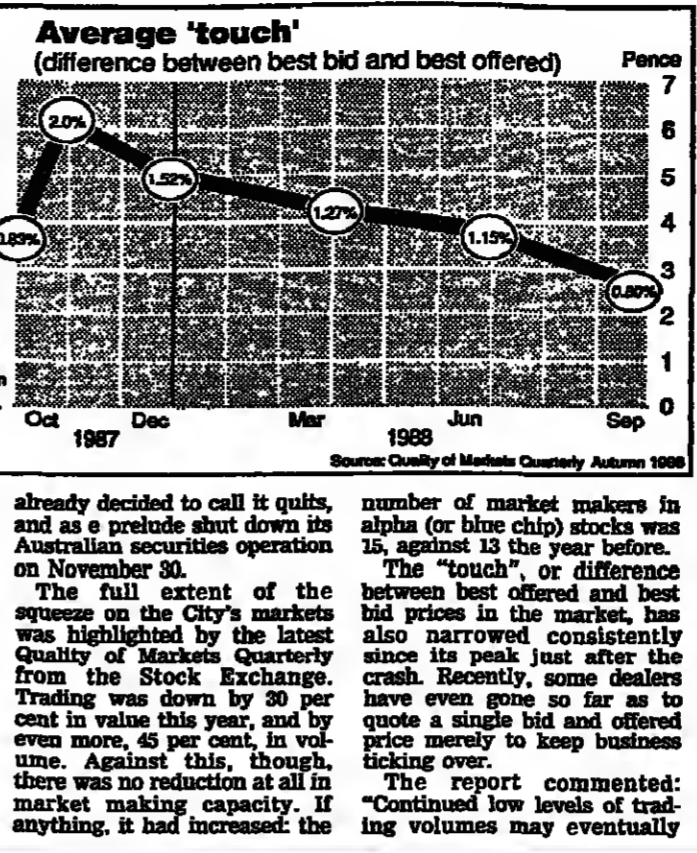 Average 'touch'
(difference between best bid and best offered)
Pence
7
6
5
4
3
2
1
0
2.0%
1.52%
1.27%
1.15%
0.80%
Oct Dec Mar Jun Sep
1987 1988
Source: Quality of Markets Quarterly Autumn 1988
already decided to call it quits,
and as e prelude shut down its
Australian securities operation
on November 30.
The full extent of the
squeeze on the City's markets
was highlighted by the latest
Quality of Markets Quarterly
from the Stock Exchange.
Trading was down by 30 per
cent in value this year, and by
even more, 45 per cent, in vol-
ume. Against this, though,
there was no reduction at all in
market making capacity. If
anything, it had increased: the
number of market makers in
alpha (or blue chip) stocks was
15, against 13 the year before.
The "touch", or difference
between best offered and best
bid prices in the market, has
also narrowed consistently
since its peak just after the
crash. Recently, some dealers
have even gone so far as to
quote a single bid and offered
price merely to keep business
ticking over.
The report commented:
"Continued low levels of trad-
ing volumes may eventually